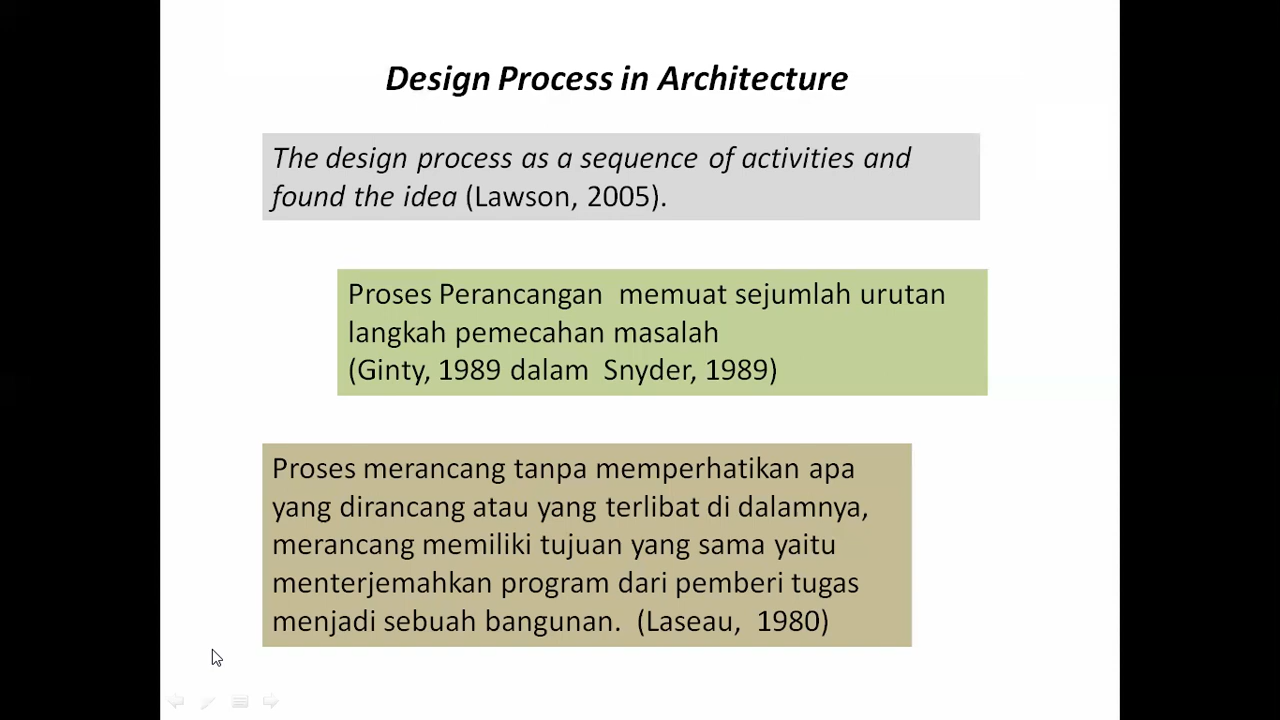 Design Process in Architecture
The design process as a sequence of activities and
found the idea (Lawson, 2005).
Proses Perancangan  memuat sejumlah urutan
langkah pemecahan masalah
(Ginty, 1989 dalam  Snyder, 1989)
Proses merancang tanpa memperhatikan apa
yang dirancang atau yang terlibat di dalamnya,
merancang memiliki tujuan yang sama yaitu
menterjemahkan program dari pemberi tugas
menjadi sebuah bangunan.  (Laseau,  1980)